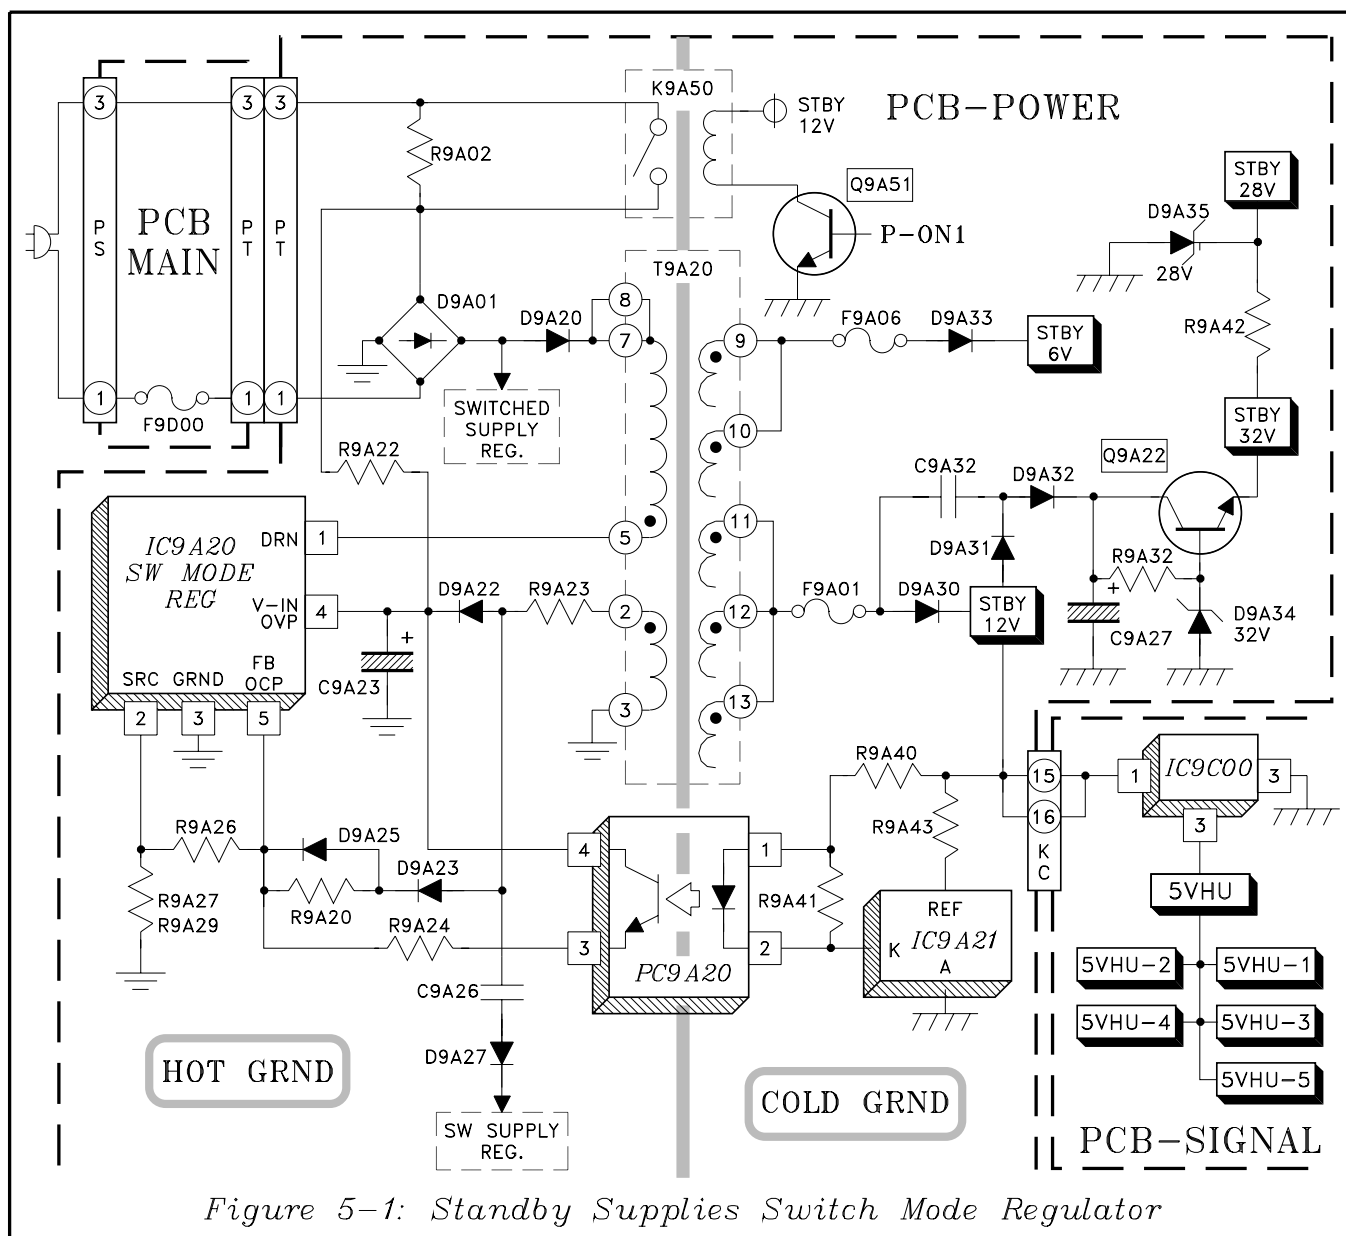 K9A50
STBY
12V
PCB-POWER
3
3
3
R9A02
Q9A51
STBY
28V
PCB
MAIN
PS
PT
PT
P-ON1
D9A35
28V
T9A20
D9A01
D9A20
8
7
9
F9A06
D9A33
STBY
6V
R9A42
1
1
1
F9D00
SWITCHED
SUPPLY
REG.
10
STBY
32V
R9A22
C9A32
D9A32
Q9A22
IC9A20
SW MODE
REG
DRN
1
5
11
D9A31
R9A32
V-IN
OVP
4
D9A22
R9A23
2
12
F9A01
D9A30
STBY
12V
+
C9A27
D9A34
32V
+
C9A23
SRC
GRND
FB
OCP
2
3
5
3
13
R9A40
15
1
IC9C00
3
R9A43
16
3
KC
R9A26
D9A25
4
1
D9A23
R9A27
R9A29
R9A20
R9A41
REF
IC9A21
K
A
5VHU
R9A24
3
PC9A20
2
5VHU-2
5VHU-1
C9A26
5VHU-4
5VHU-3
D9A27
5VHU-5
HOT GRND
COLD GRND
SW SUPPLY
REG.
PCB-SIGNAL
Figure 5-1: Standby Supplies Switch Mode Regulator